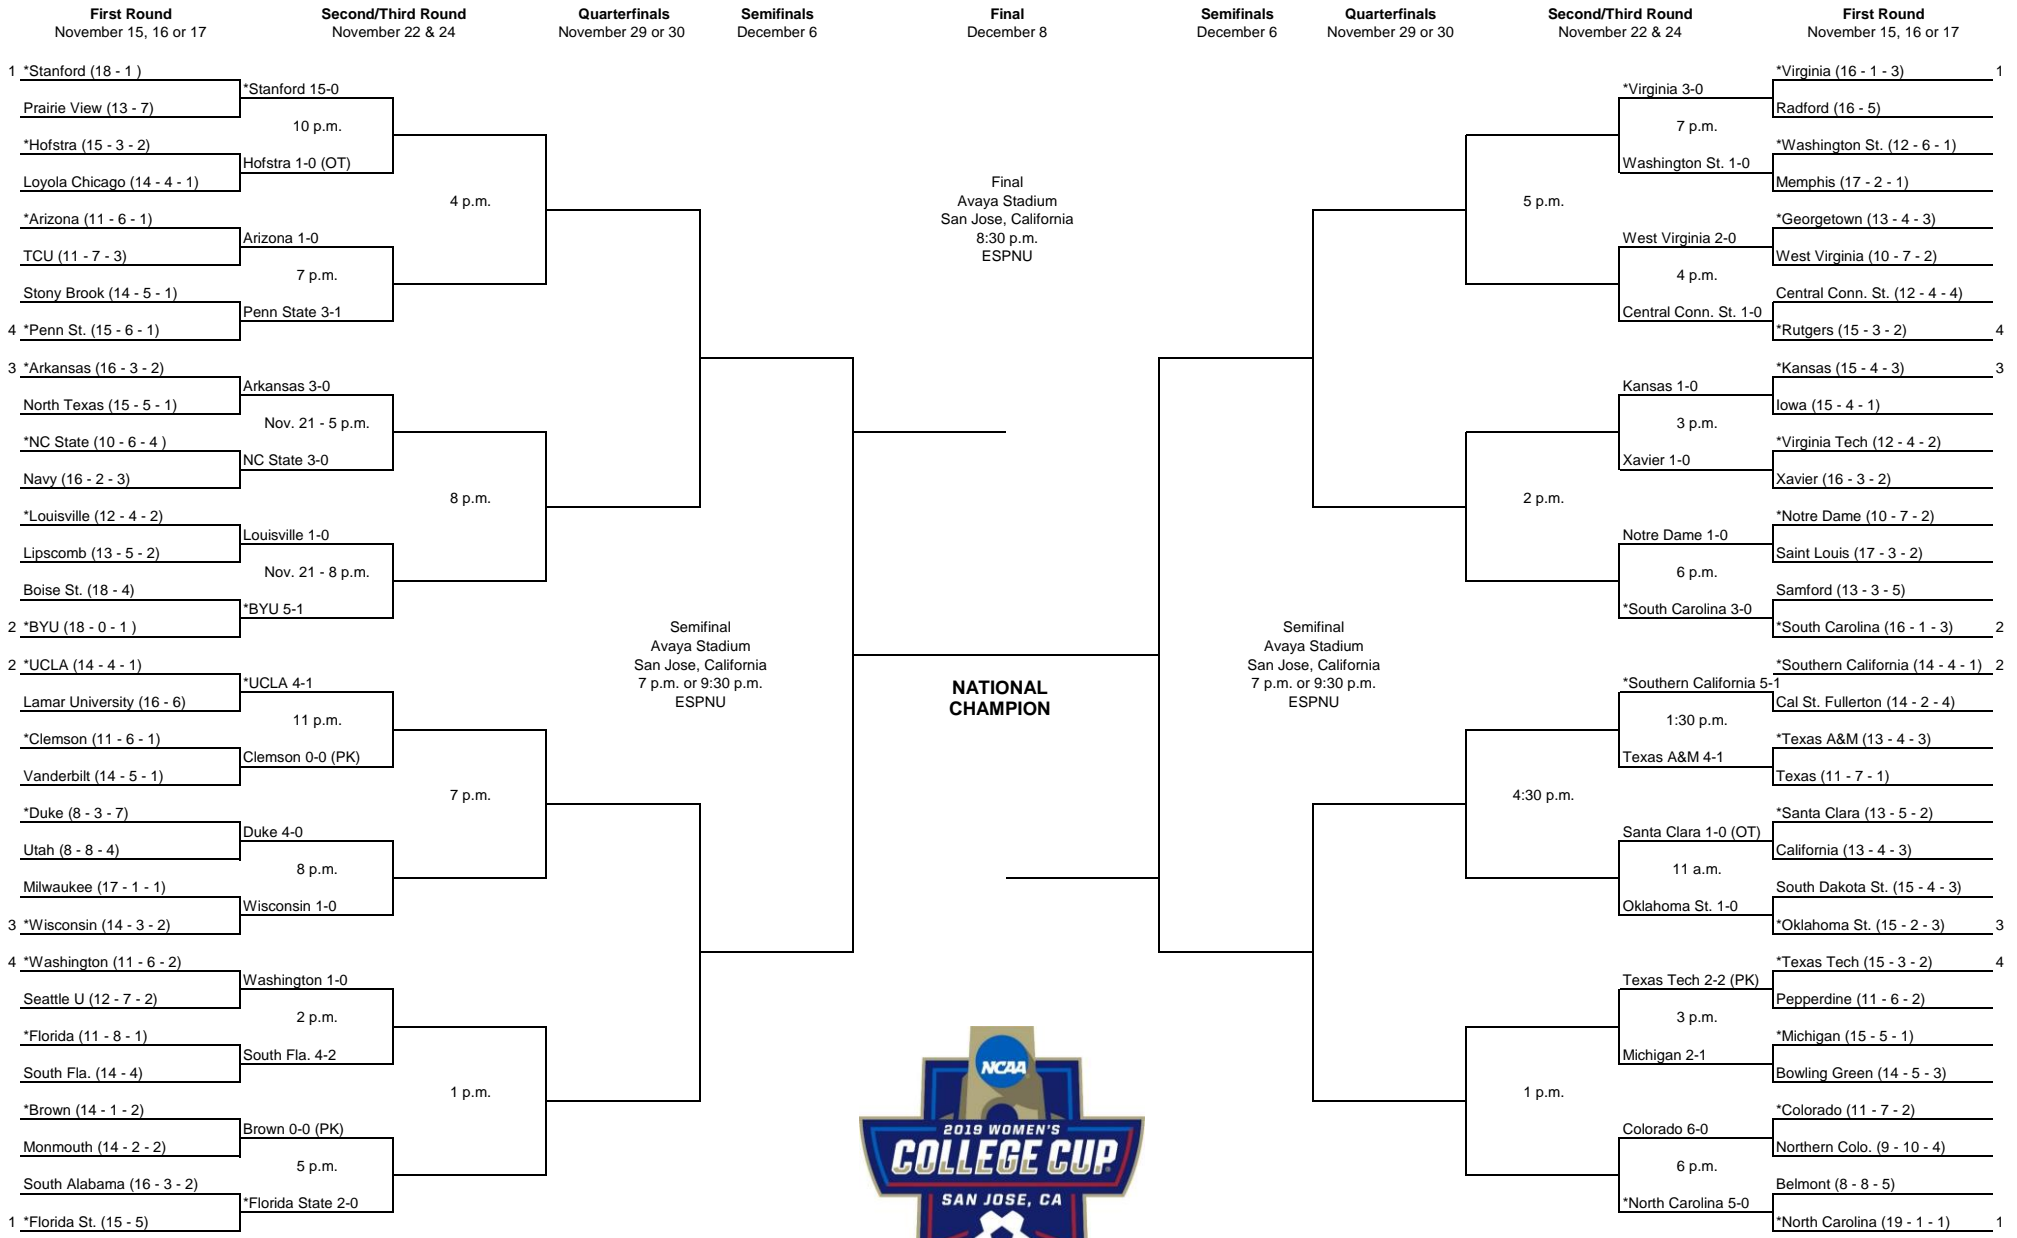 First Round
November 15, 16 or 17
Second/Third Round
November 22 & 24
Quarterfinals
November 29 or 30
Semifinals
December 6
Final
December 8
Semifinals
December 6
Quarterfinals
November 29 or 30
Second/Third Round
November 22 & 24
First Round
November 15, 16 or 17
1 *Stanford (18 - 1 )
Prairie View (13 - 7)
*Hofstra (15 - 3 - 2)
Loyola Chicago (14 - 4 - 1)
*Arizona (11 - 6 - 1)
TCU (11 - 7 - 3)
Stony Brook (14 - 5 - 1)
4 *Penn St. (15 - 6 - 1)
3 *Arkansas (16 - 3 - 2)
North Texas (15 - 5 - 1)
*NC State (10 - 6 - 4 )
Navy (16 - 2 - 3)
*Louisville (12 - 4 - 2)
Lipscomb (13 - 5 - 2)
Boise St. (18 - 4)
2 *BYU (18 - 0 - 1 )
2 *UCLA (14 - 4 - 1)
Lamar University (16 - 6)
*Clemson (11 - 6 - 1)
Vanderbilt (14 - 5 - 1)
*Duke (8 - 3 - 7)
Utah (8 - 8 - 4)
Milwaukee (17 - 1 - 1)
3 *Wisconsin (14 - 3 - 2)
4 *Washington (11 - 6 - 2)
Seattle U (12 - 7 - 2)
*Florida (11 - 8 - 1)
South Fla. (14 - 4)
*Brown (14 - 1 - 2)
Monmouth (14 - 2 - 2)
South Alabama (16 - 3 - 2)
1 *Florida St. (15 - 5)
*Stanford 15-0
10 p.m.
Hofstra 1-0 (OT)
Arizona 1-0
7 p.m.
Penn State 3-1
Arkansas 3-0
Nov. 21 - 5 p.m.
NC State 3-0
Louisville 1-0
Nov. 21 - 8 p.m.
*BYU 5-1
*UCLA 4-1
11 p.m.
Clemson 0-0 (PK)
Duke 4-0
8 p.m.
Wisconsin 1-0
Washington 1-0
2 p.m.
South Fla. 4-2
Brown 0-0 (PK)
5 p.m.
*Florida State 2-0
4 p.m.
8 p.m.
7 p.m.
1 p.m.
Semifinal
Avaya Stadium
San Jose, California
7 p.m. or 9:30 p.m.
ESPNU
Final
Avaya Stadium
San Jose, California
8:30 p.m.
ESPNU
NATIONAL
CHAMPION
NCAA
2019 WOMEN'S
COLLEGE CUP
SAN JOSE, CA
Semifinal
Avaya Stadium
San Jose, California
7 p.m. or 9:30 p.m.
ESPNU
5 p.m.
2 p.m.
4:30 p.m.
1 p.m.
*Virginia 3-0
7 p.m.
Washington St. 1-0
West Virginia 2-0
4 p.m.
Central Conn. St. 1-0
Kansas 1-0
3 p.m.
Xavier 1-0
Notre Dame 1-0
6 p.m.
*South Carolina 3-0
*Southern California 5-1
1:30 p.m.
Texas A&M 4-1
Santa Clara 1-0 (OT)
11 a.m.
Oklahoma St. 1-0
Texas Tech 2-2 (PK)
3 p.m.
Michigan 2-1
Colorado 6-0
6 p.m.
*North Carolina 5-0
*Virginia (16 - 1 - 3) 1
Radford (16 - 5)
*Washington St. (12 - 6 - 1)
Memphis (17 - 2 - 1)
*Georgetown (13 - 4 - 3)
West Virginia (10 - 7 - 2)
Central Conn. St. (12 - 4 - 4)
*Rutgers (15 - 3 - 2) 4
*Kansas (15 - 4 - 3) 3
Iowa (15 - 4 - 1)
*Virginia Tech (12 - 4 - 2)
Xavier (16 - 3 - 2)
*Notre Dame (10 - 7 - 2)
Saint Louis (17 - 3 - 2)
Samford (13 - 3 - 5)
*South Carolina (16 - 1 - 3) 2
*Southern California (14 - 4 - 1) 2
Cal St. Fullerton (14 - 2 - 4)
*Texas A&M (13 - 4 - 3)
Texas (11 - 7 - 1)
*Santa Clara (13 - 5 - 2)
California (13 - 4 - 3)
South Dakota St. (15 - 4 - 3)
*Oklahoma St. (15 - 2 - 3) 3
*Texas Tech (15 - 3 - 2) 4
Pepperdine (11 - 6 - 2)
*Michigan (15 - 5 - 1)
Bowling Green (14 - 5 - 3)
*Colorado (11 - 7 - 2)
Northern Colo. (9 - 10 - 4)
Belmont (8 - 8 - 5)
*North Carolina (19 - 1 - 1) 1